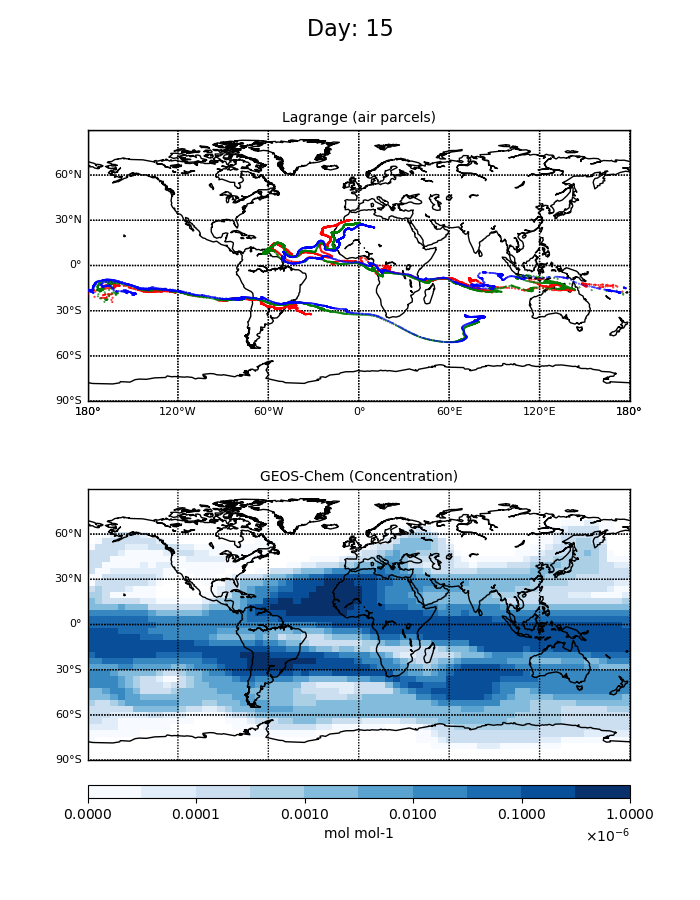 Day: 15
Lagrange (air parcels)
60°N
30°N
0°
30°S
60°S
90°S
180° 120°W 60°W 0° 60°E 120°E 180°
GEOS-Chem (Concentration)
60°N
30°N
0°
30°S
60°S
90°S
0.0000 0.0001 0.0010 0.0100 0.1000 1.0000
mol mol-1 ×10⁻⁶